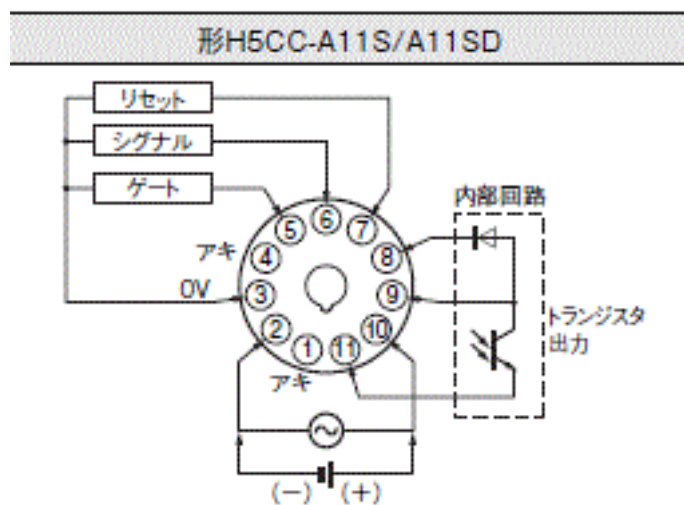 形H5CC-A11S/A11SD
リセット
シグナル
ゲート
内部回路
⑤ ⑥ ⑦
アキ ④ ⑧
0V ③ ⑨
② ⑩
① ⑪
アキ
トランジスタ
出力
(−) (+)